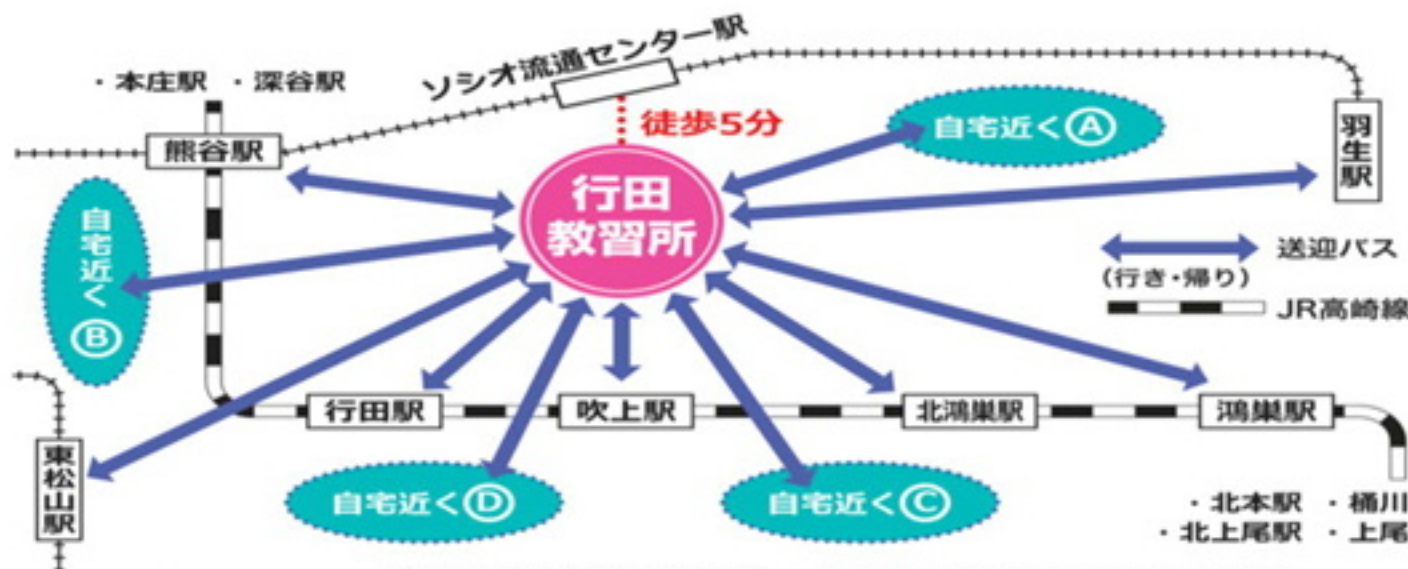 ソシオ流通センター駅
・本庄駅 ・深谷駅
徒歩5分
自宅近くⒶ
熊谷駅
羽生駅
行田
教習所
自宅近くⒷ
送迎バス
(行き・帰り)
JR高崎線
行田駅
吹上駅
北鴻巣駅
鴻巣駅
東松山駅
自宅近くⒹ
自宅近くⒸ
・北本駅 ・桶川
・北上尾駅 ・上尾